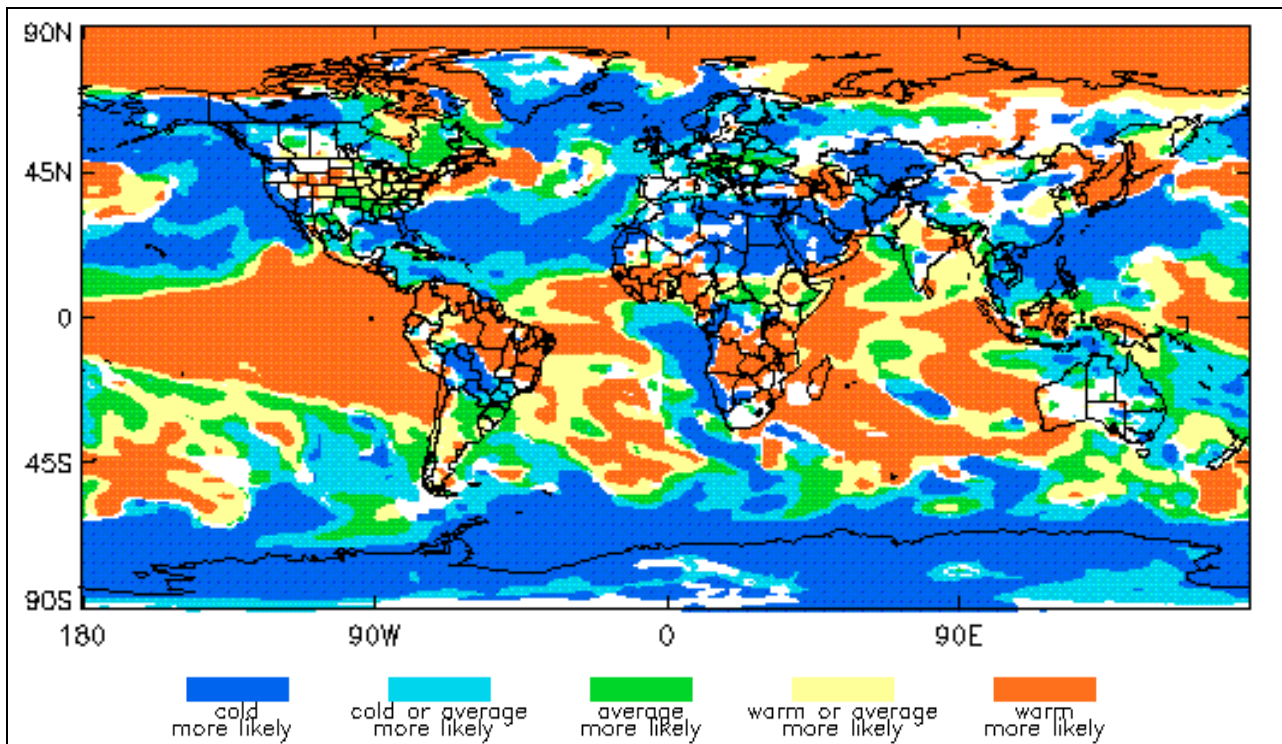 90N
45N
0
45S
90S
180
90W
0
90E
cold
more likely
cold or average
more likely
average
more likely
warm or average
more likely
warm
more likely